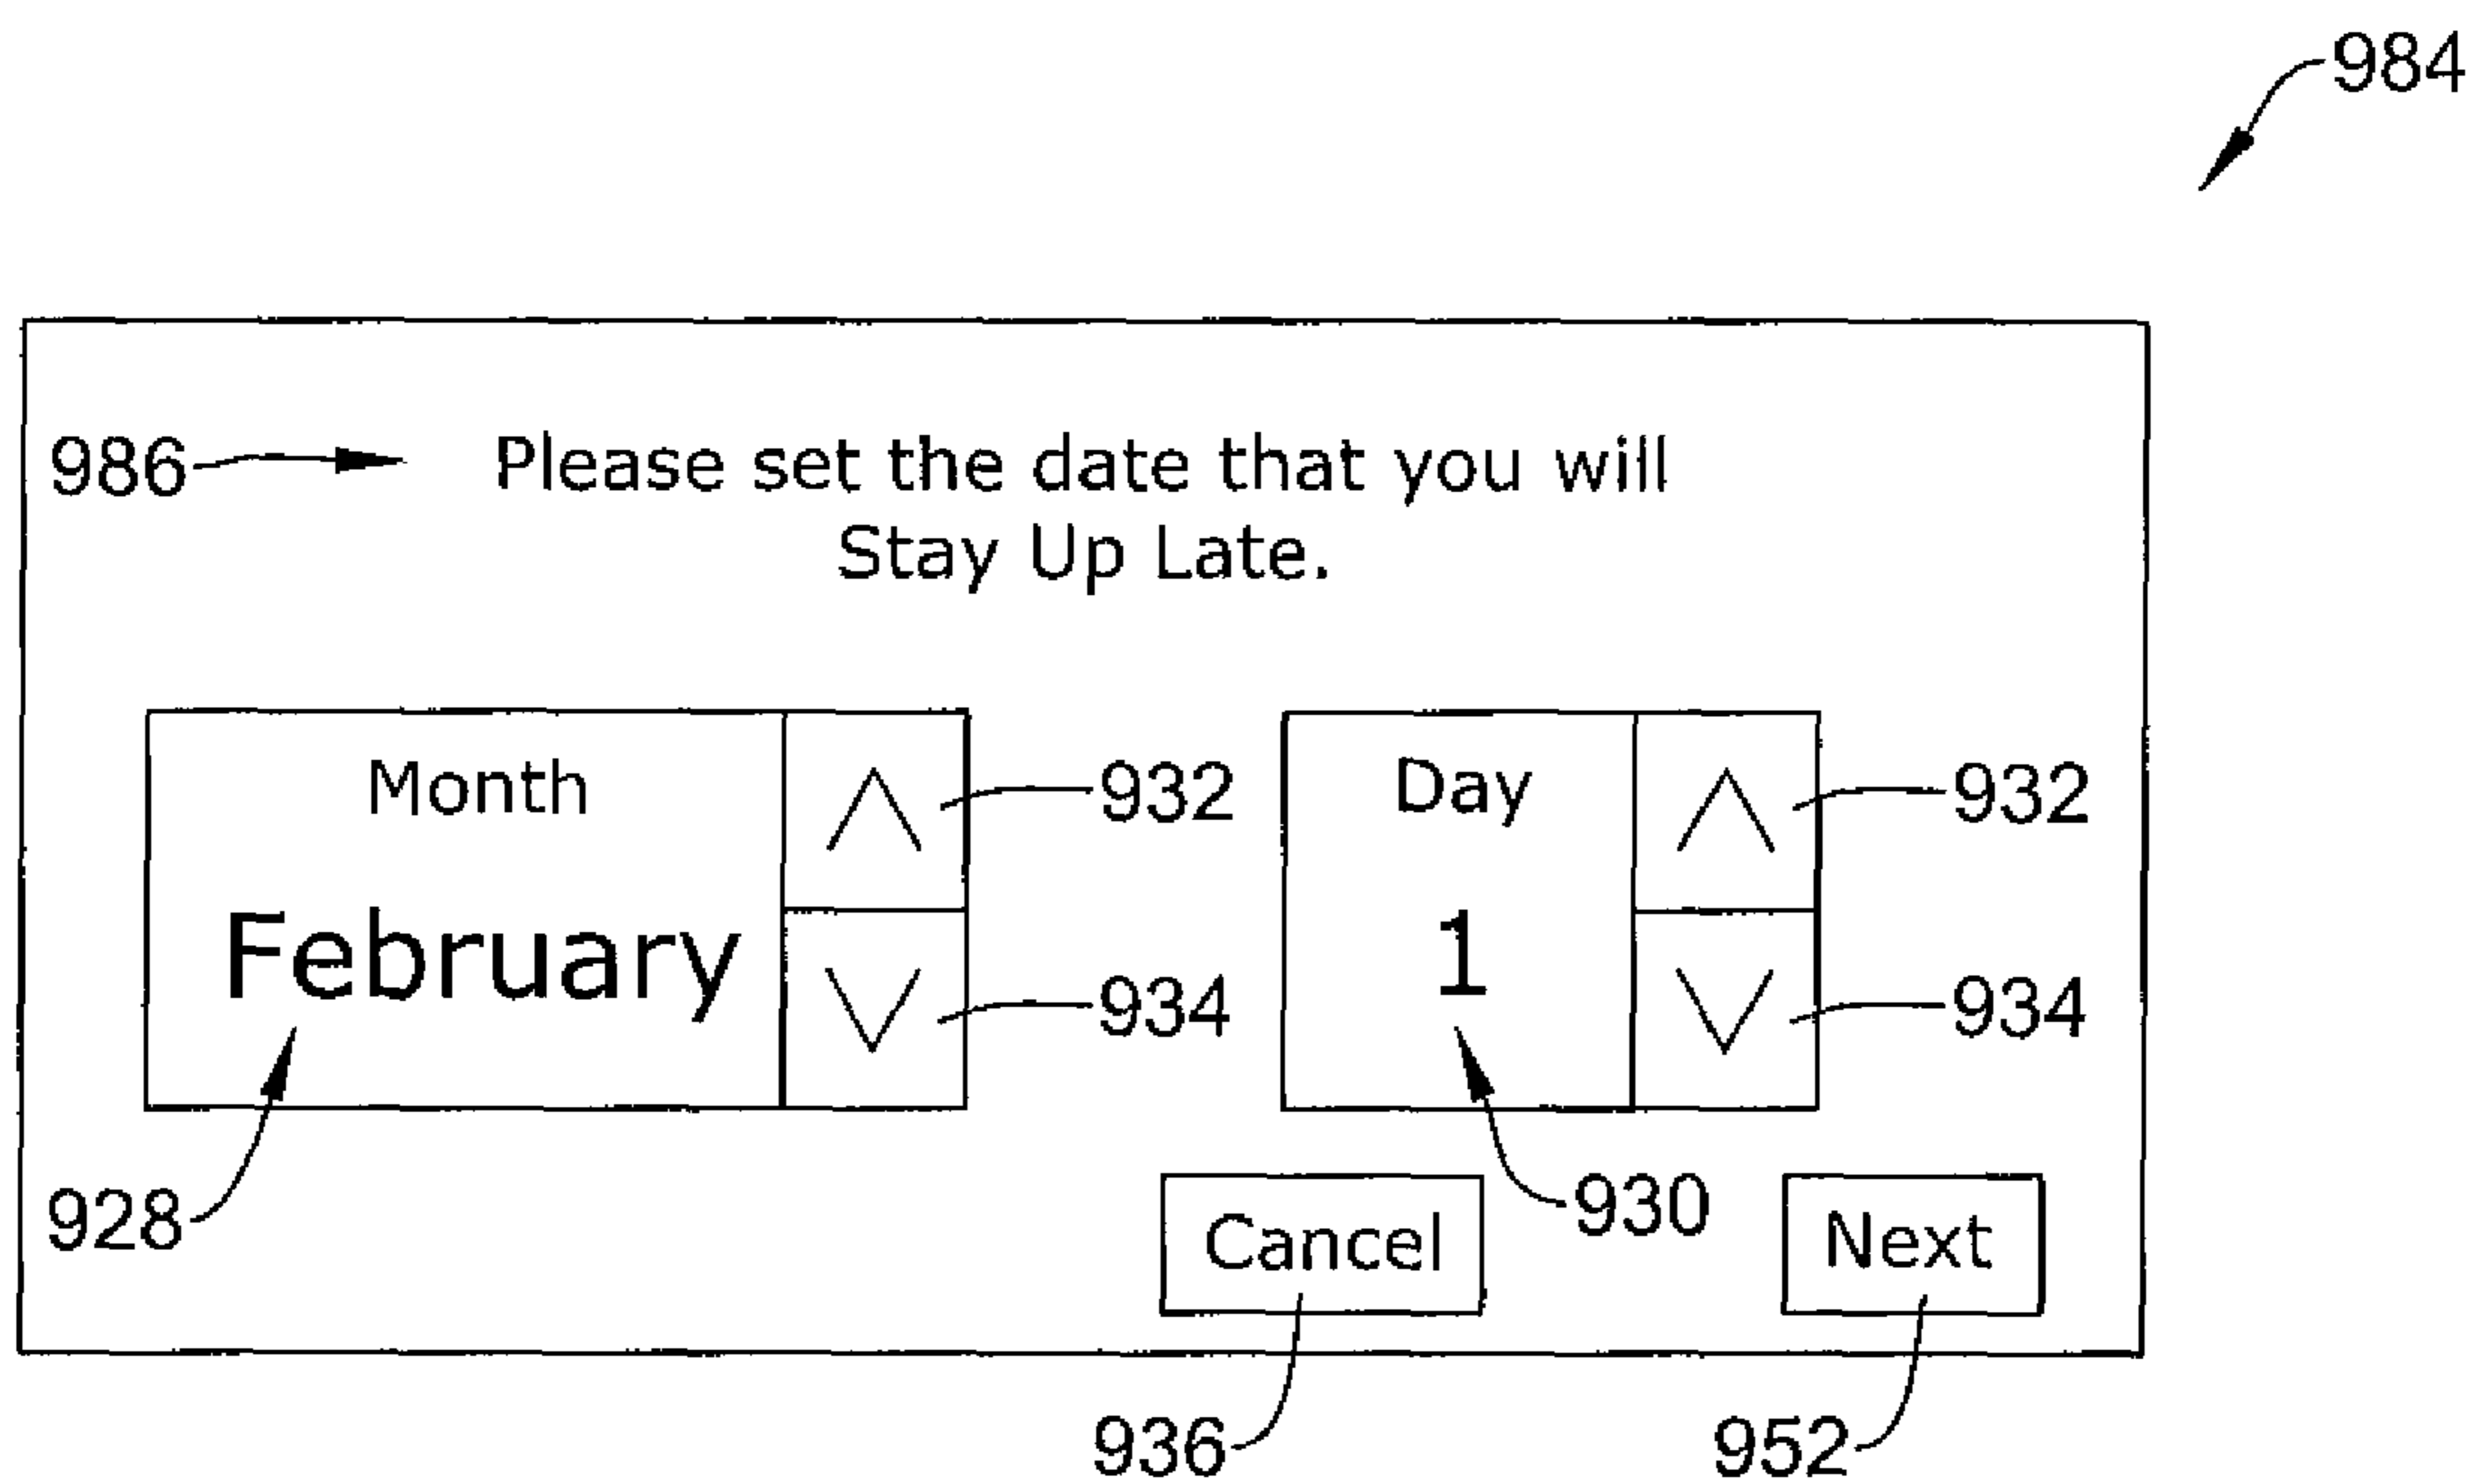 984
986 Please set the date that you will
Stay Up Late.
Month 932 Day 932
February 934 1 934
928 Cancel 930 Next
936 952